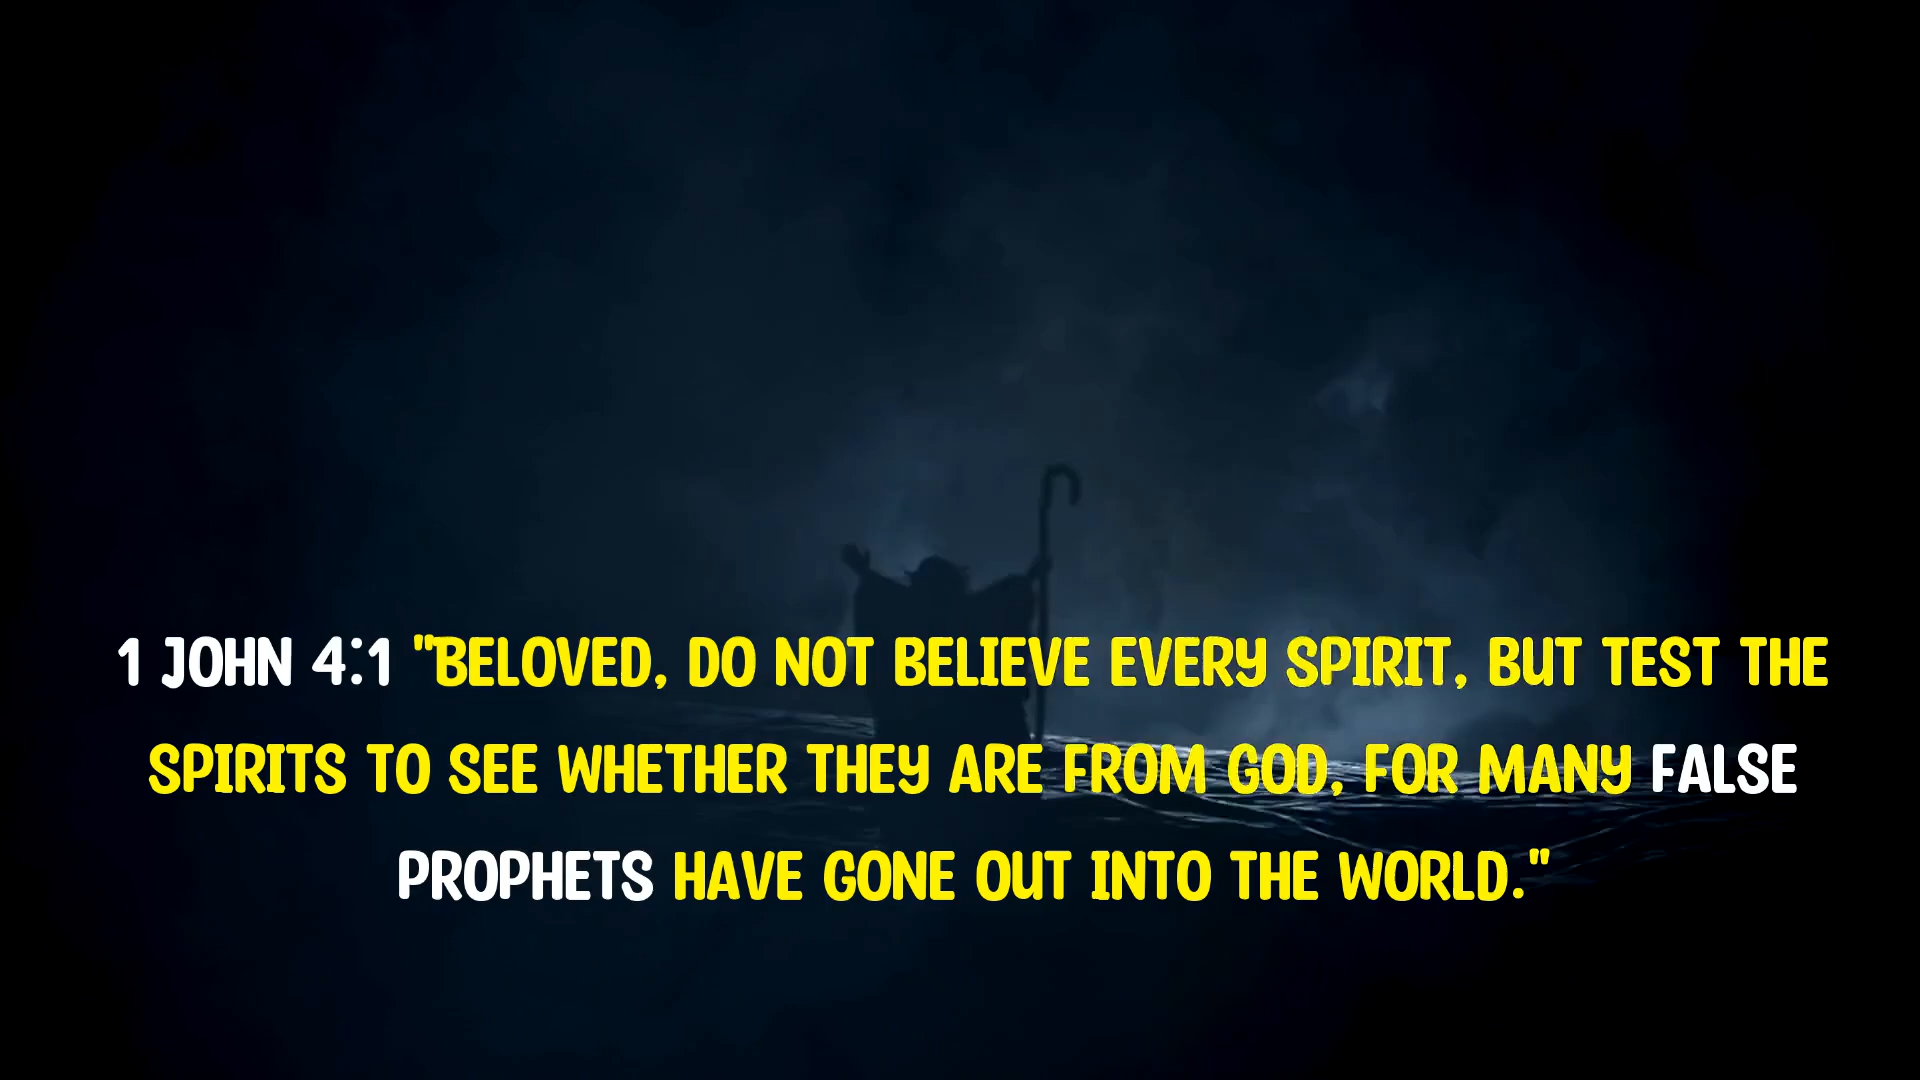 1 JOHN 4:1 "BELOVED, DO NOT BELIEVE EVERY SPIRIT, BUT TEST THE
SPIRITS TO SEE WHETHER THEY ARE FROM GOD, FOR MANY FALSE
PROPHETS HAVE GONE OUT INTO THE WORLD."